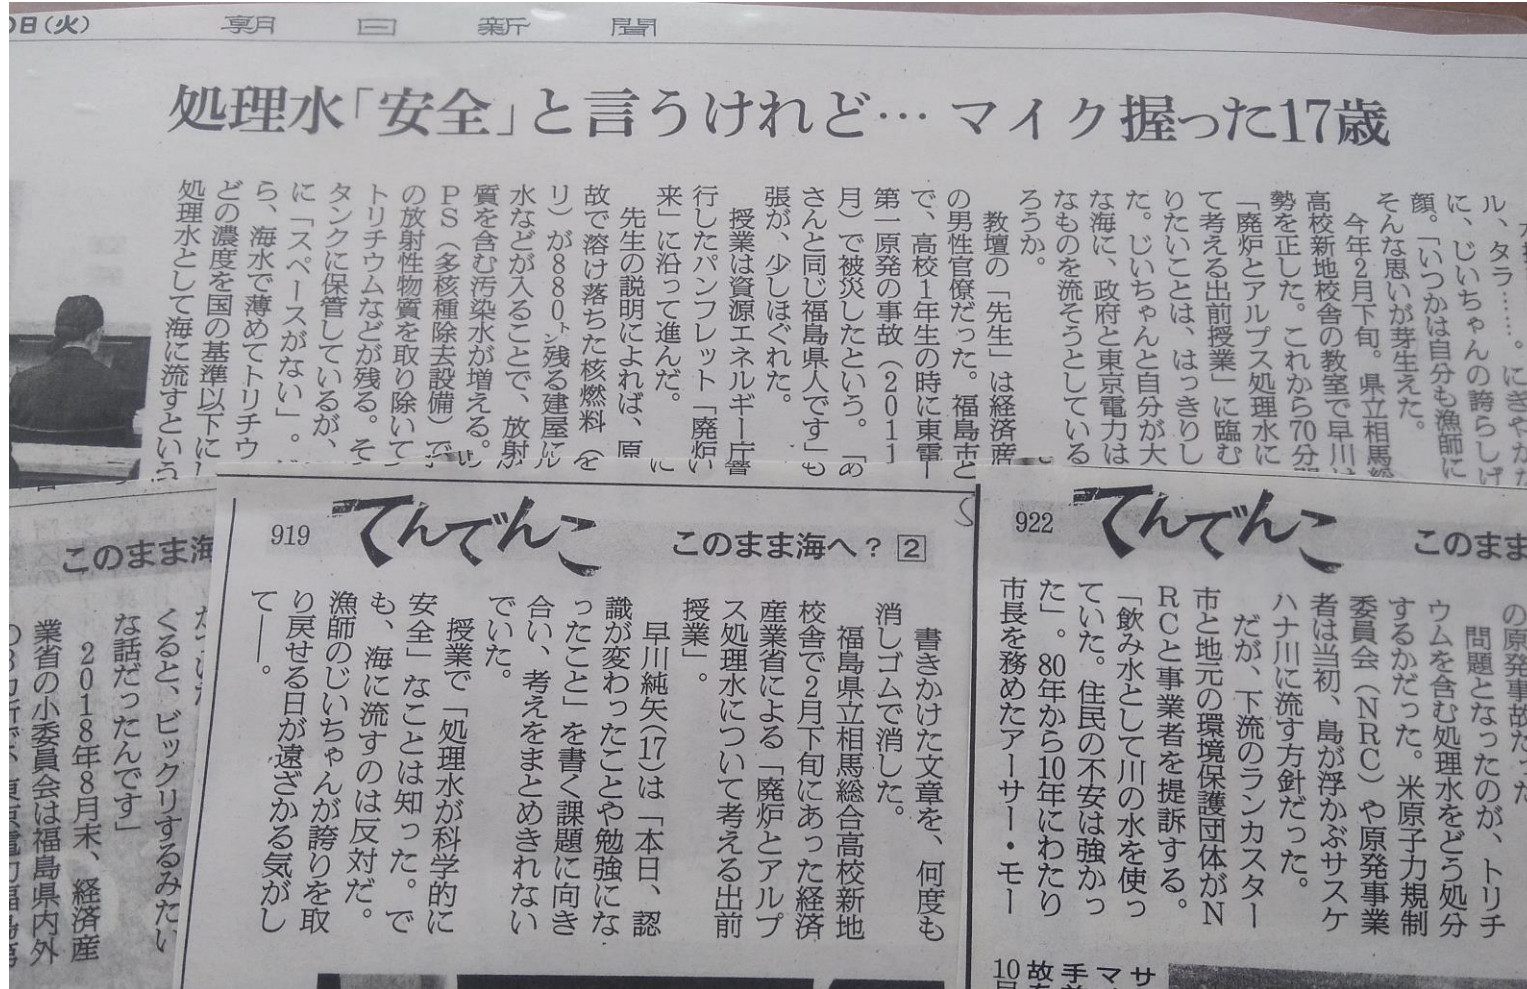 日(火)
朝日新聞
処理水「安全」と言うけれど… マイク握った17歳
ル、タラ……。にぎやかな
に、じいちゃんの誇らしげ
顔。「いつかは自分も漁師に
そんな思いが芽生えた。
今年2月下旬。県立相馬総
高校新地校舎の教室で早川は
勢を正した。これから70分
「廃炉とアルプス処理水に
て考える出前授業」に臨む
りたいことは、はっきりし
た。じいちゃんと自分が大
な海に、政府と東京電力は
なものを流そうとしている
ろうか。
教壇の「先生」は経済産
の男性官僚だった。福島市
で、高校1年生の時に東電
第一原発の事故(2011
月)で被災したという。「あ
さんと同じ福島県人です」も
張が、少しほぐれた。
授業は資源エネルギー庁
行したパンフレット「廃炉
来」に沿って進んだ。
先生の説明によれば、原
故で溶け落ちた核燃料(
リ)が880㌧残る建屋に
水などが入ることで、放射
質を含む汚染水が増える。
PS(多核種除去設備)で
の放射性物質を取り除いて
トリチウムなどが残る。そ
タンクに保管しているが、
に「スペースがない」。
ら、海水で薄めてトリチウ
どの濃度を国の基準以下にし
処理水として海に流すという
922
てんでんこ
このまま
の原発事故だった
問題となったのが、トリチ
ウムを含む処理水をどう処分
するかだった。米原子力規制
委員会(NRC)や原発事業
者は当初、島が浮かぶサスケ
ハナ川に流す方針だった。
だが、下流のランカスター
市と地元の環境保護団体がN
RCと事業者を提訴する。
「飲み水として川の水を使っ
ていた。住民の不安は強かっ
た」。80年から10年にわたり
市長を務めたアーサー・モー
919
てんでんこ
このまま海へ? 2
書きかけた文章を、何度も
消しゴムで消した。
福島県立相馬総合高校新地
校舎で2月下旬にあった経済
産業省による「廃炉とアルプ
ス処理水について考える出前
授業」。
早川純矢(17)は「本日、認
識が変わったことや勉強にな
ったこと」を書く課題に向き
合い、考えをまとめきれない
でいた。
授業で「処理水が科学的に
安全」なことは知った。で
も、海に流すのは反対だ。
漁師のじいちゃんが誇りを取
り戻せる日が遠ざかる気がし
て――。
このまま海
くると、ビックリするみたい
な話だったんです」
2018年8月末、経済産
業省の小委員会は福島県内外